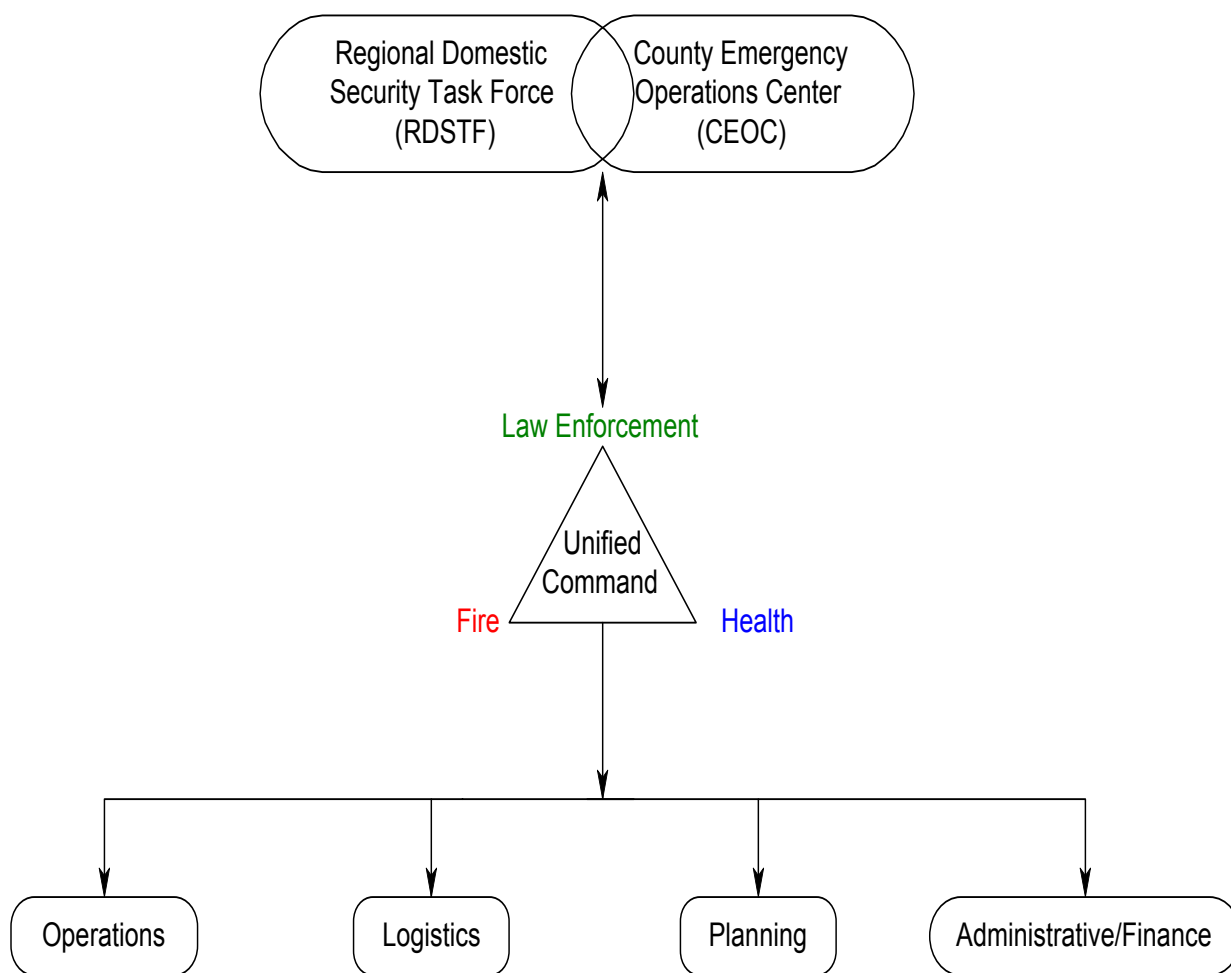 Regional Domestic
Security Task Force
(RDSTF)
County Emergency
Operations Center
(CEOC)
Law Enforcement
Unified
Command
Fire
Health
Operations
Logistics
Planning
Administrative/Finance